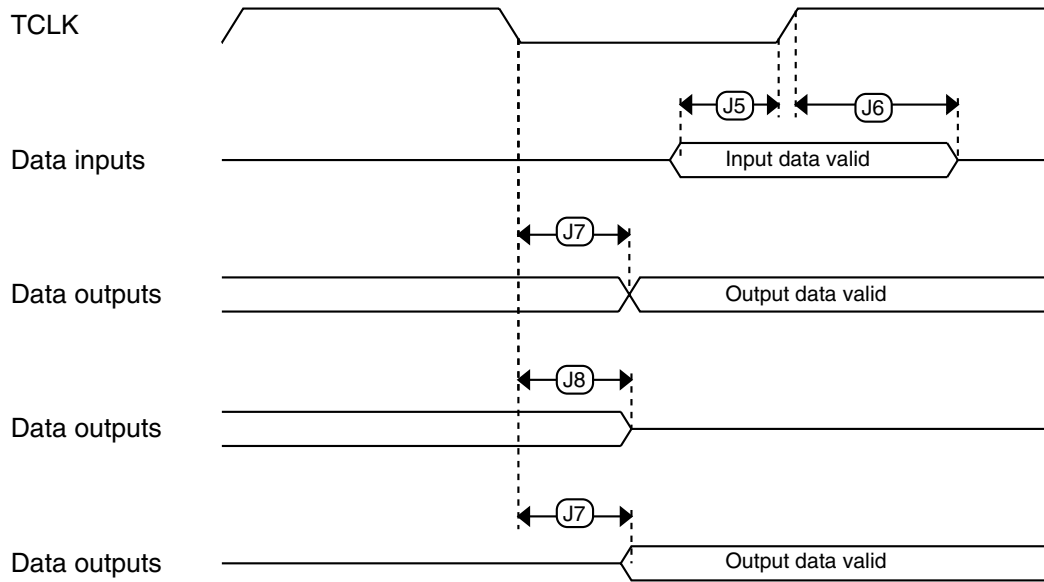 TCLK
J5
J6
Data inputs
Input data valid
J7
Data outputs
Output data valid
J8
Data outputs
J7
Data outputs
Output data valid